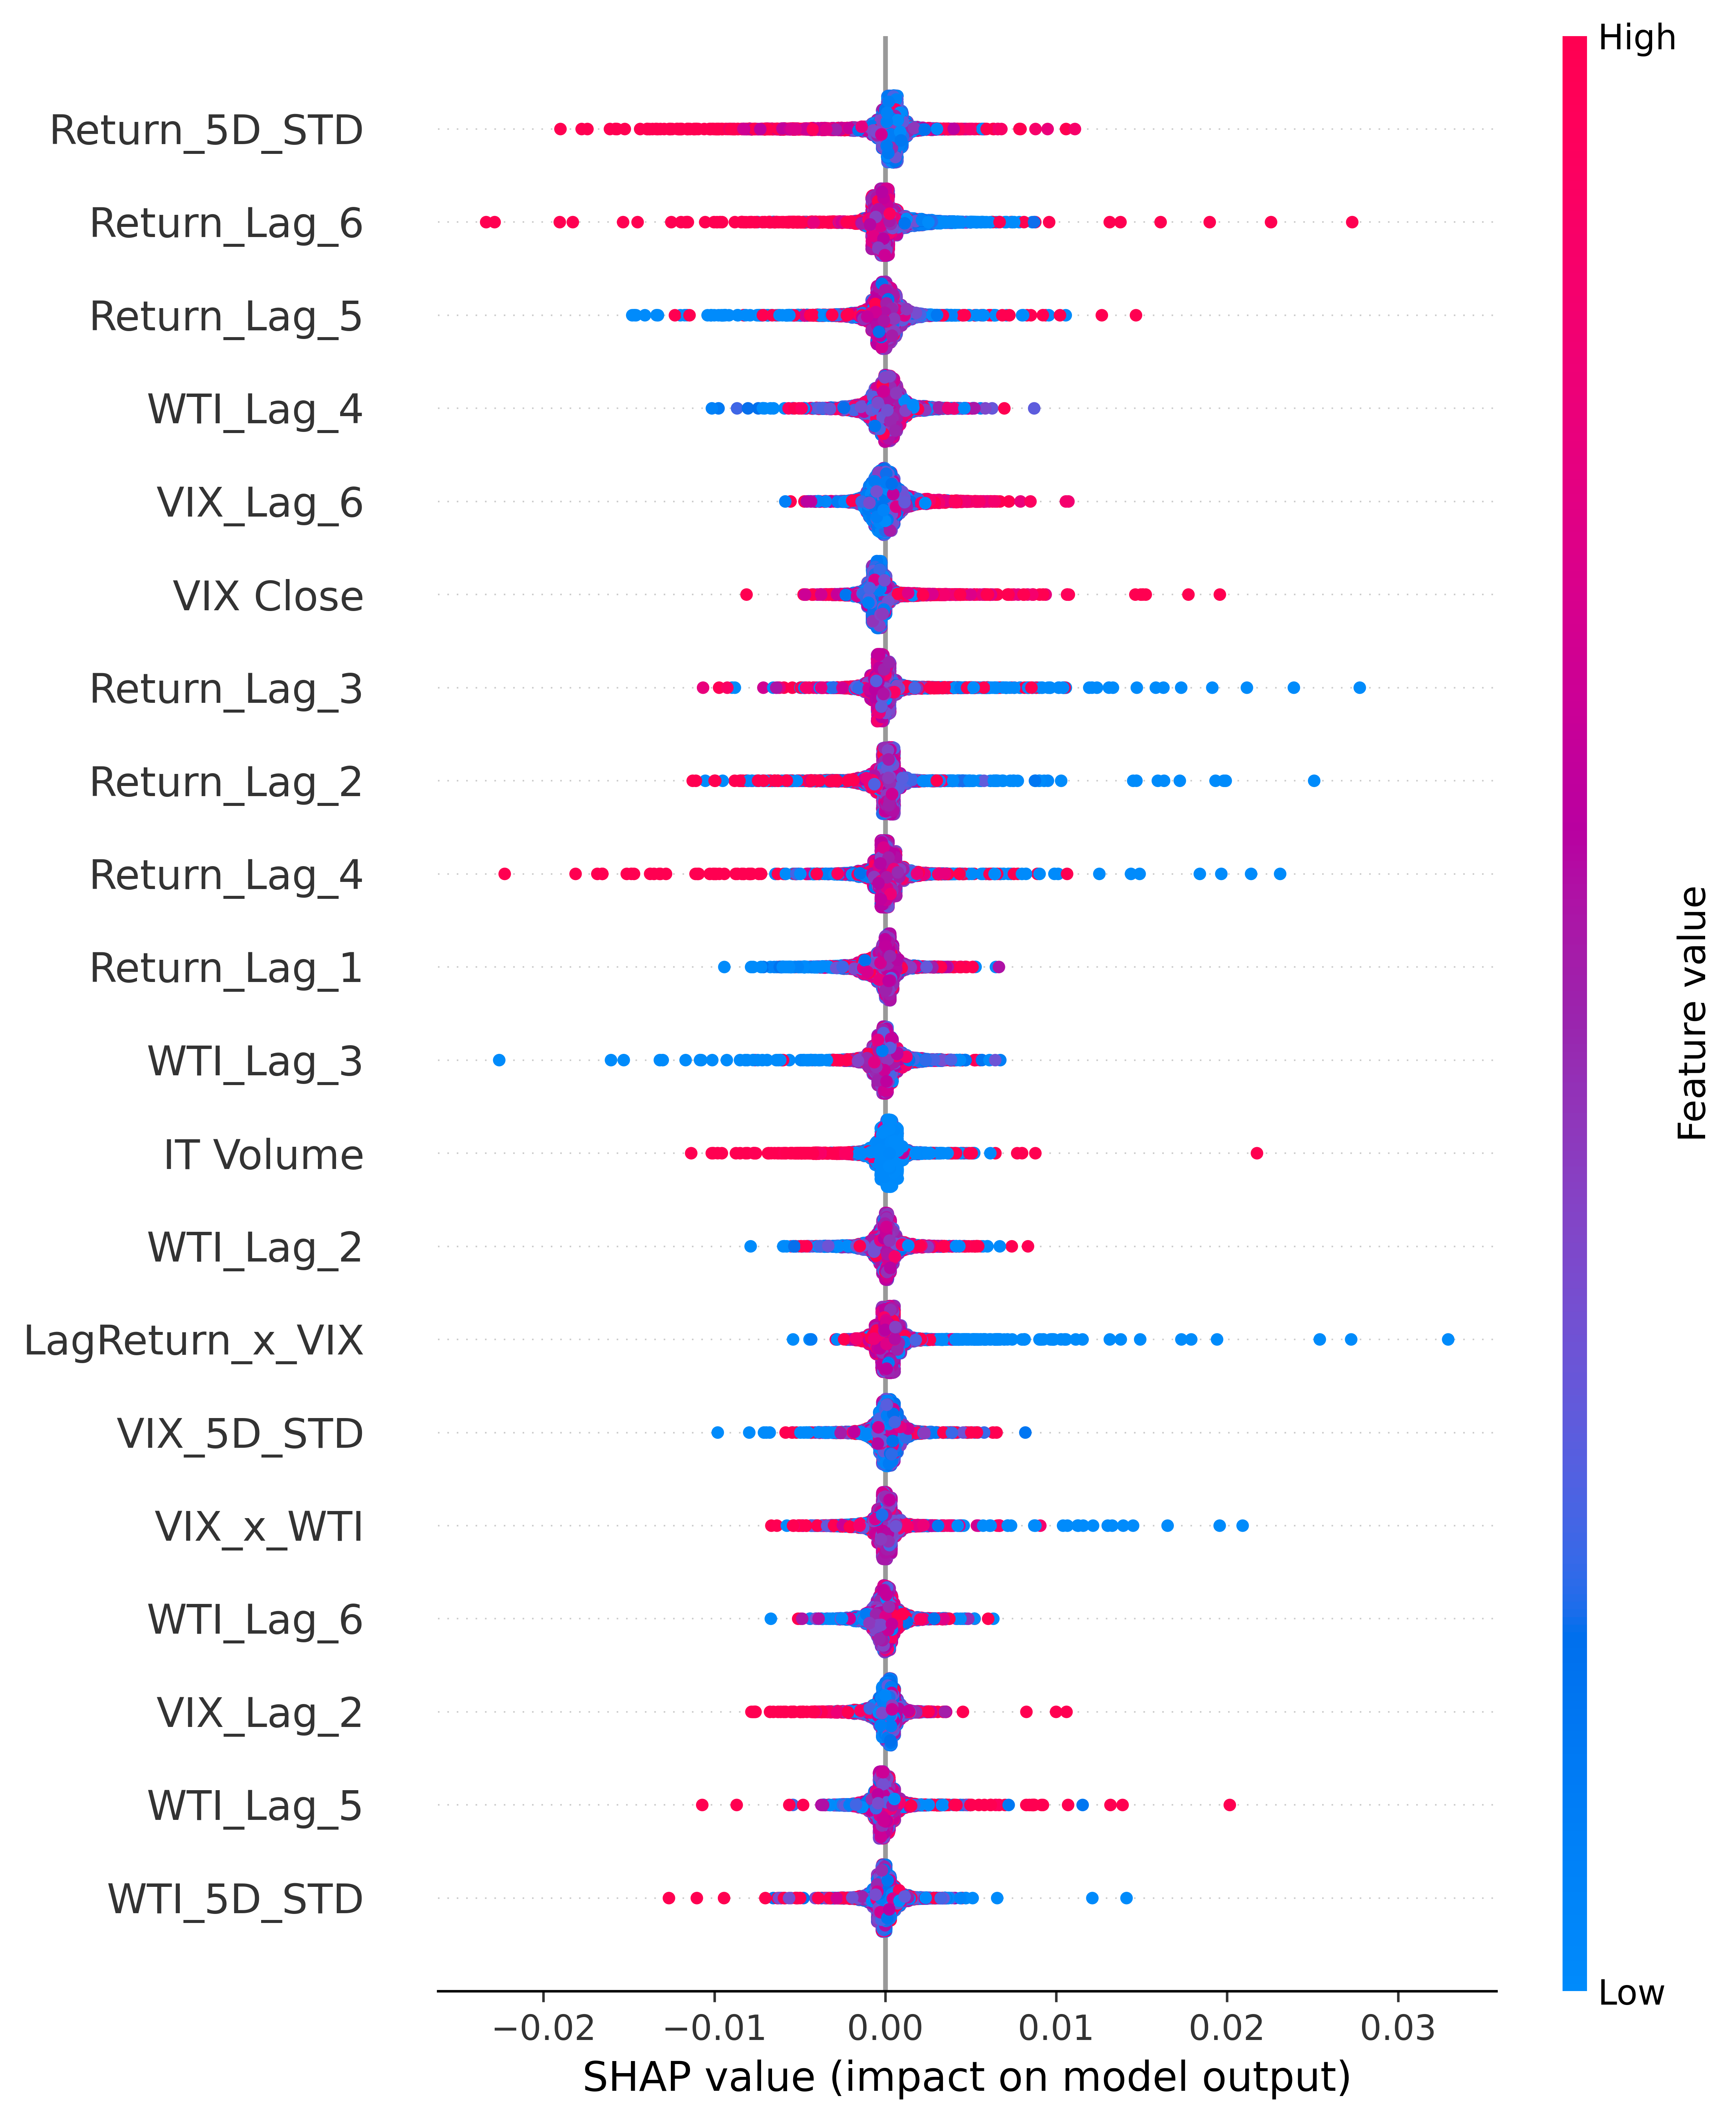 High
Return_5D_STD
Return_Lag_6
Return_Lag_5
WTI_Lag_4
VIX_Lag_6
VIX Close
Return_Lag_3
Return_Lag_2
Return_Lag_4
Return_Lag_1
WTI_Lag_3
IT Volume
WTI_Lag_2
LagReturn_x_VIX
VIX_5D_STD
VIX_x_WTI
WTI_Lag_6
VIX_Lag_2
WTI_Lag_5
WTI_5D_STD
Feature value
Low
−0.02 −0.01 0.00 0.01 0.02 0.03
SHAP value (impact on model output)